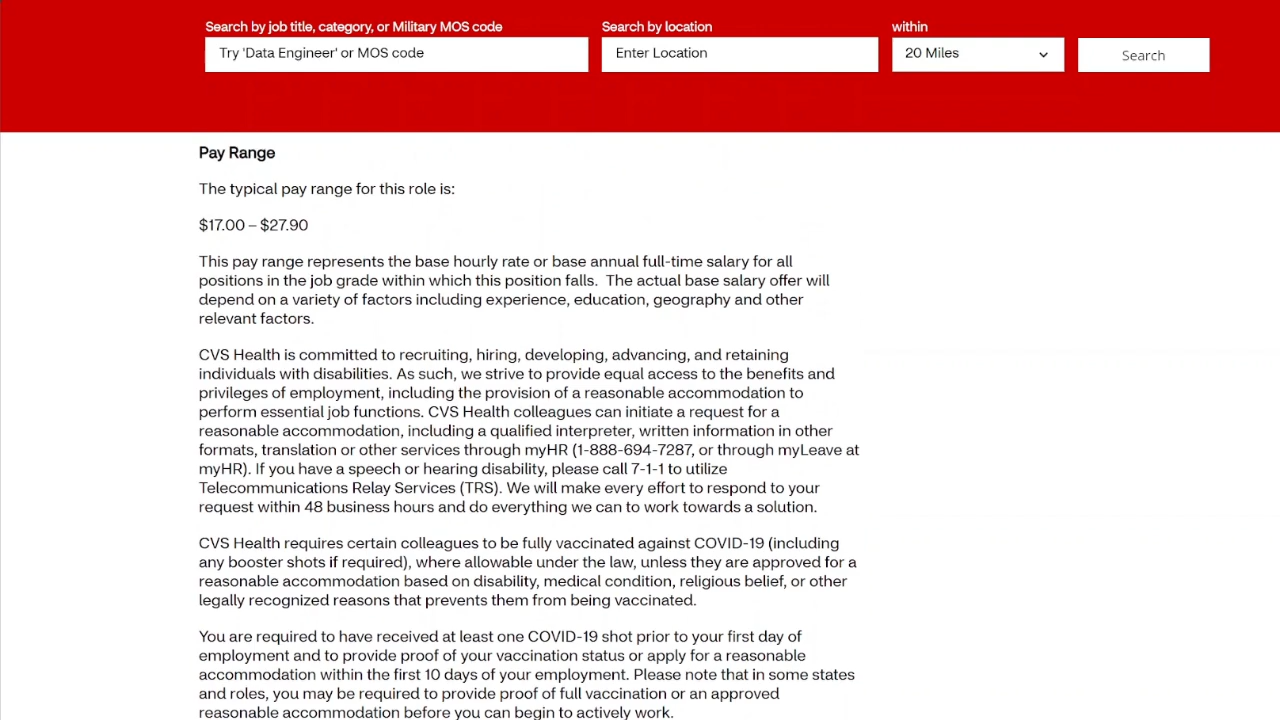 Search by job title, category, or Military MOS code
Search by location
within
Try 'Data Engineer' or MOS code
Enter Location
20 Miles
Search
Pay Range
The typical pay range for this role is:
$17.00 – $27.90
This pay range represents the base hourly rate or base annual full-time salary for all
positions in the job grade within which this position falls.  The actual base salary offer will
depend on a variety of factors including experience, education, geography and other
relevant factors.
CVS Health is committed to recruiting, hiring, developing, advancing, and retaining
individuals with disabilities. As such, we strive to provide equal access to the benefits and
privileges of employment, including the provision of a reasonable accommodation to
perform essential job functions. CVS Health colleagues can initiate a request for a
reasonable accommodation, including a qualified interpreter, written information in other
formats, translation or other services through myHR (1-888-694-7287, or through myLeave at
myHR). If you have a speech or hearing disability, please call 7-1-1 to utilize
Telecommunications Relay Services (TRS). We will make every effort to respond to your
request within 48 business hours and do everything we can to work towards a solution.
CVS Health requires certain colleagues to be fully vaccinated against COVID-19 (including
any booster shots if required), where allowable under the law, unless they are approved for a
reasonable accommodation based on disability, medical condition, religious belief, or other
legally recognized reasons that prevents them from being vaccinated.
You are required to have received at least one COVID-19 shot prior to your first day of
employment and to provide proof of your vaccination status or apply for a reasonable
accommodation within the first 10 days of your employment. Please note that in some states
and roles, you may be required to provide proof of full vaccination or an approved
reasonable accommodation before you can begin to actively work.